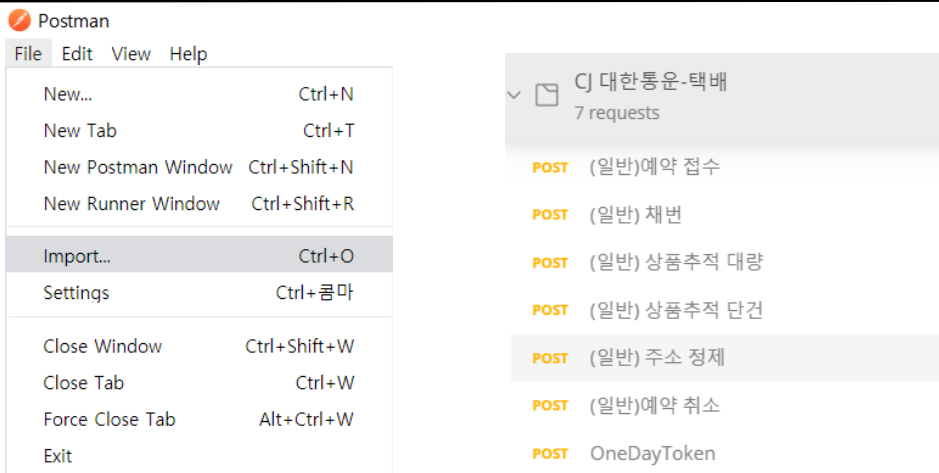 Postman
File Edit View Help
New... Ctrl+N
New Tab Ctrl+T
New Postman Window Ctrl+Shift+N
New Runner Window Ctrl+Shift+R
Import... Ctrl+O
Settings Ctrl+콤마
Close Window Ctrl+Shift+W
Close Tab Ctrl+W
Force Close Tab Alt+Ctrl+W
Exit
CJ 대한통운-택배
7 requests
POST (일반)예약 접수
POST (일반) 채번
POST (일반) 상품추적 대량
POST (일반) 상품추적 단건
POST (일반) 주소 정제
POST (일반)예약 취소
POST OneDayToken